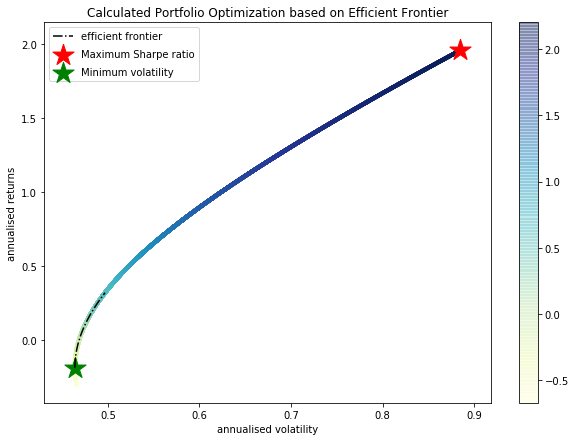 Calculated Portfolio Optimization based on Efficient Frontier
efficient frontier
Maximum Sharpe ratio
Minimum volatility
annualised returns
2.0
1.5
1.0
0.5
0.0
0.5
0.6
0.7
0.8
0.9
annualised volatility
2.0
1.5
1.0
0.5
0.0
−0.5